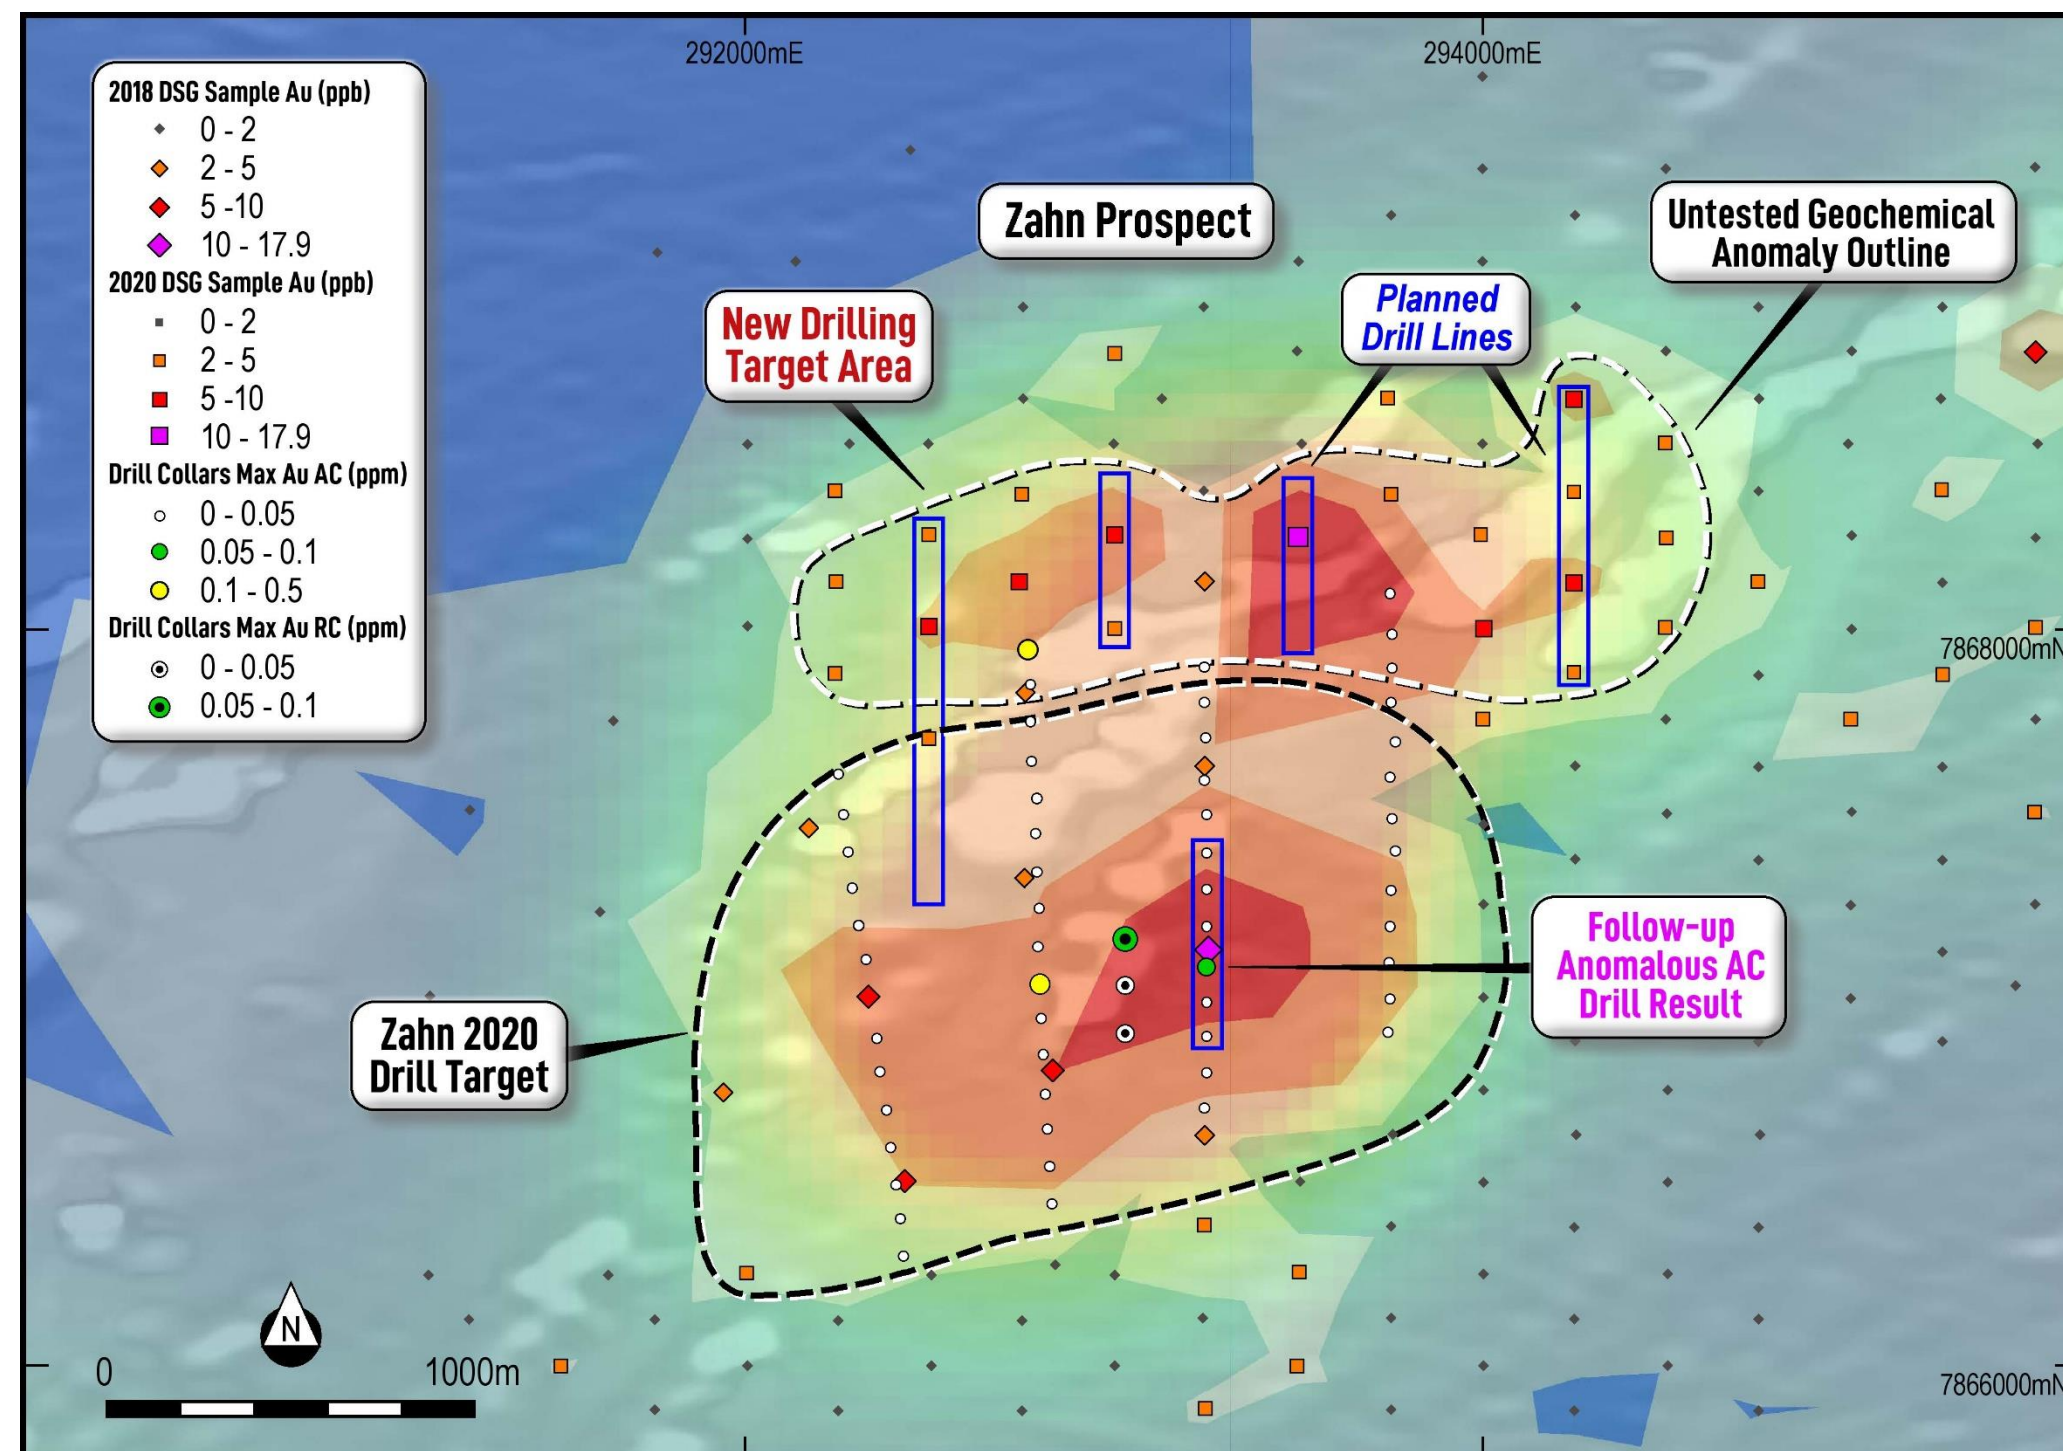 292000mE
294000mE
2018 DSG Sample Au (ppb)
0 - 2
2 - 5
5 -10
10 - 17.9
2020 DSG Sample Au (ppb)
0 - 2
2 - 5
5 -10
10 - 17.9
Drill Collars Max Au AC (ppm)
0 - 0.05
0.05 - 0.1
0.1 - 0.5
Drill Collars Max Au RC (ppm)
0 - 0.05
0.05 - 0.1
Zahn Prospect
Untested Geochemical
Anomaly Outline
New Drilling
Target Area
Planned
Drill Lines
7868000mN
Follow-up
Anomalous AC
Drill Result
Zahn 2020
Drill Target
N
0
1000m
7866000mN